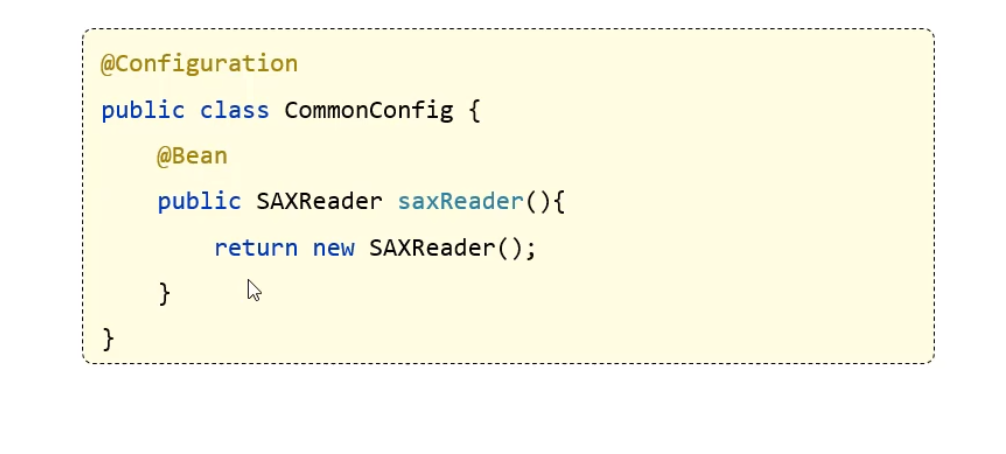 @Configuration
public class CommonConfig {
    @Bean
    public SAXReader saxReader(){
        return new SAXReader();
    }
}